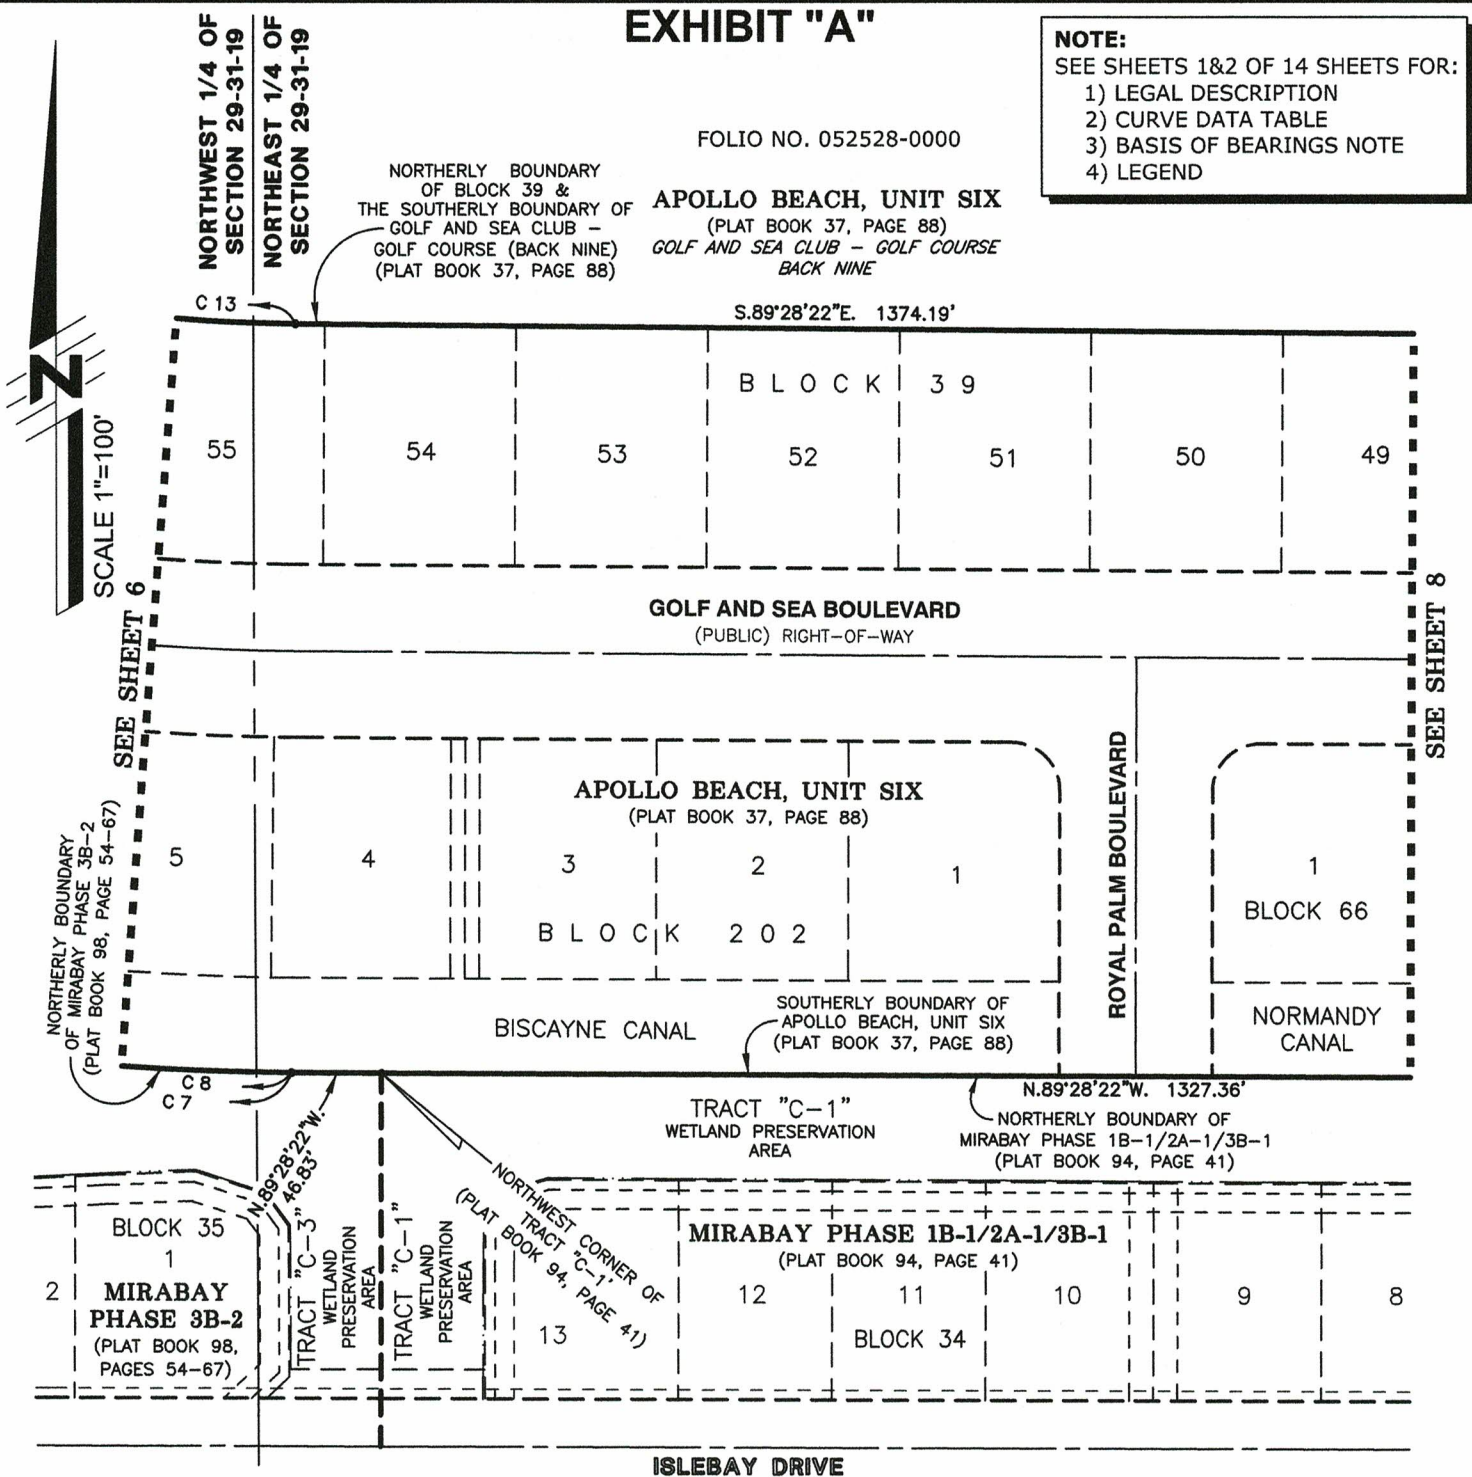 EXHIBIT "A"
NOTE:
SEE SHEETS 1&2 OF 14 SHEETS FOR:
1) LEGAL DESCRIPTION
2) CURVE DATA TABLE
3) BASIS OF BEARINGS NOTE
4) LEGEND
NORTHWEST 1/4 OF
SECTION 29-31-19
NORTHEAST 1/4 OF
SECTION 29-31-19
FOLIO NO. 052528-0000
NORTHERLY BOUNDARY
OF BLOCK 39 &
THE SOUTHERLY BOUNDARY OF
GOLF AND SEA CLUB –
GOLF COURSE (BACK NINE)
(PLAT BOOK 37, PAGE 88)
APOLLO BEACH, UNIT SIX
(PLAT BOOK 37, PAGE 88)
GOLF AND SEA CLUB – GOLF COURSE
BACK NINE
C 13
S.89°28'22"E. 1374.19'
N
SCALE 1"=100'
BLOCK 39
55
54
53
52
51
50
49
SEE SHEET 6
SEE SHEET 8
GOLF AND SEA BOULEVARD
(PUBLIC) RIGHT–OF–WAY
APOLLO BEACH, UNIT SIX
(PLAT BOOK 37, PAGE 88)
5
4
3
2
1
BLOCK 202
ROYAL PALM BOULEVARD
1
BLOCK 66
NORTHERLY BOUNDARY
OF MIRABAY PHASE 3B–2
(PLAT BOOK 98, PAGE 54–67)
BISCAYNE CANAL
SOUTHERLY BOUNDARY OF
APOLLO BEACH, UNIT SIX
(PLAT BOOK 37, PAGE 88)
NORMANDY
CANAL
C 8
C 7
N.89°28'22"W.
46.83'
N.89°28'22"W. 1327.36'
TRACT "C–1"
WETLAND PRESERVATION
AREA
NORTHERLY BOUNDARY OF
MIRABAY PHASE 1B–1/2A–1/3B–1
(PLAT BOOK 94, PAGE 41)
NORTHWEST CORNER OF
TRACT "C–1"
(PLAT BOOK 94, PAGE 41)
BLOCK 35
1
2
MIRABAY
PHASE 3B-2
(PLAT BOOK 98,
PAGES 54–67)
TRACT "C–3"
WETLAND
PRESERVATION
AREA
TRACT "C–1"
WETLAND
PRESERVATION
AREA
MIRABAY PHASE 1B-1/2A-1/3B-1
(PLAT BOOK 94, PAGE 41)
13
12
11
10
9
8
BLOCK 34
ISLEBAY DRIVE